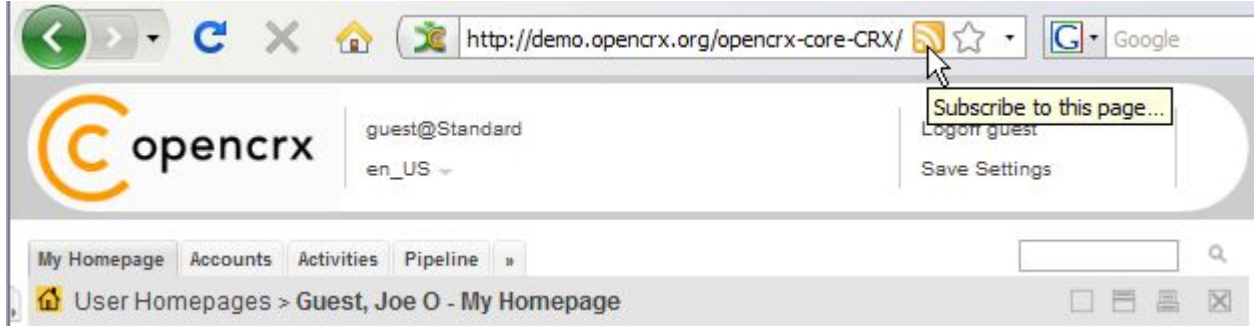 http://demo.opencrx.org/opencrx-core-CRX/ G Google
Subscribe to this page...
opencrx guest@Standard Logoff guest
en_US Save Settings
My Homepage Accounts Activities Pipeline »
User Homepages > Guest, Joe O - My Homepage